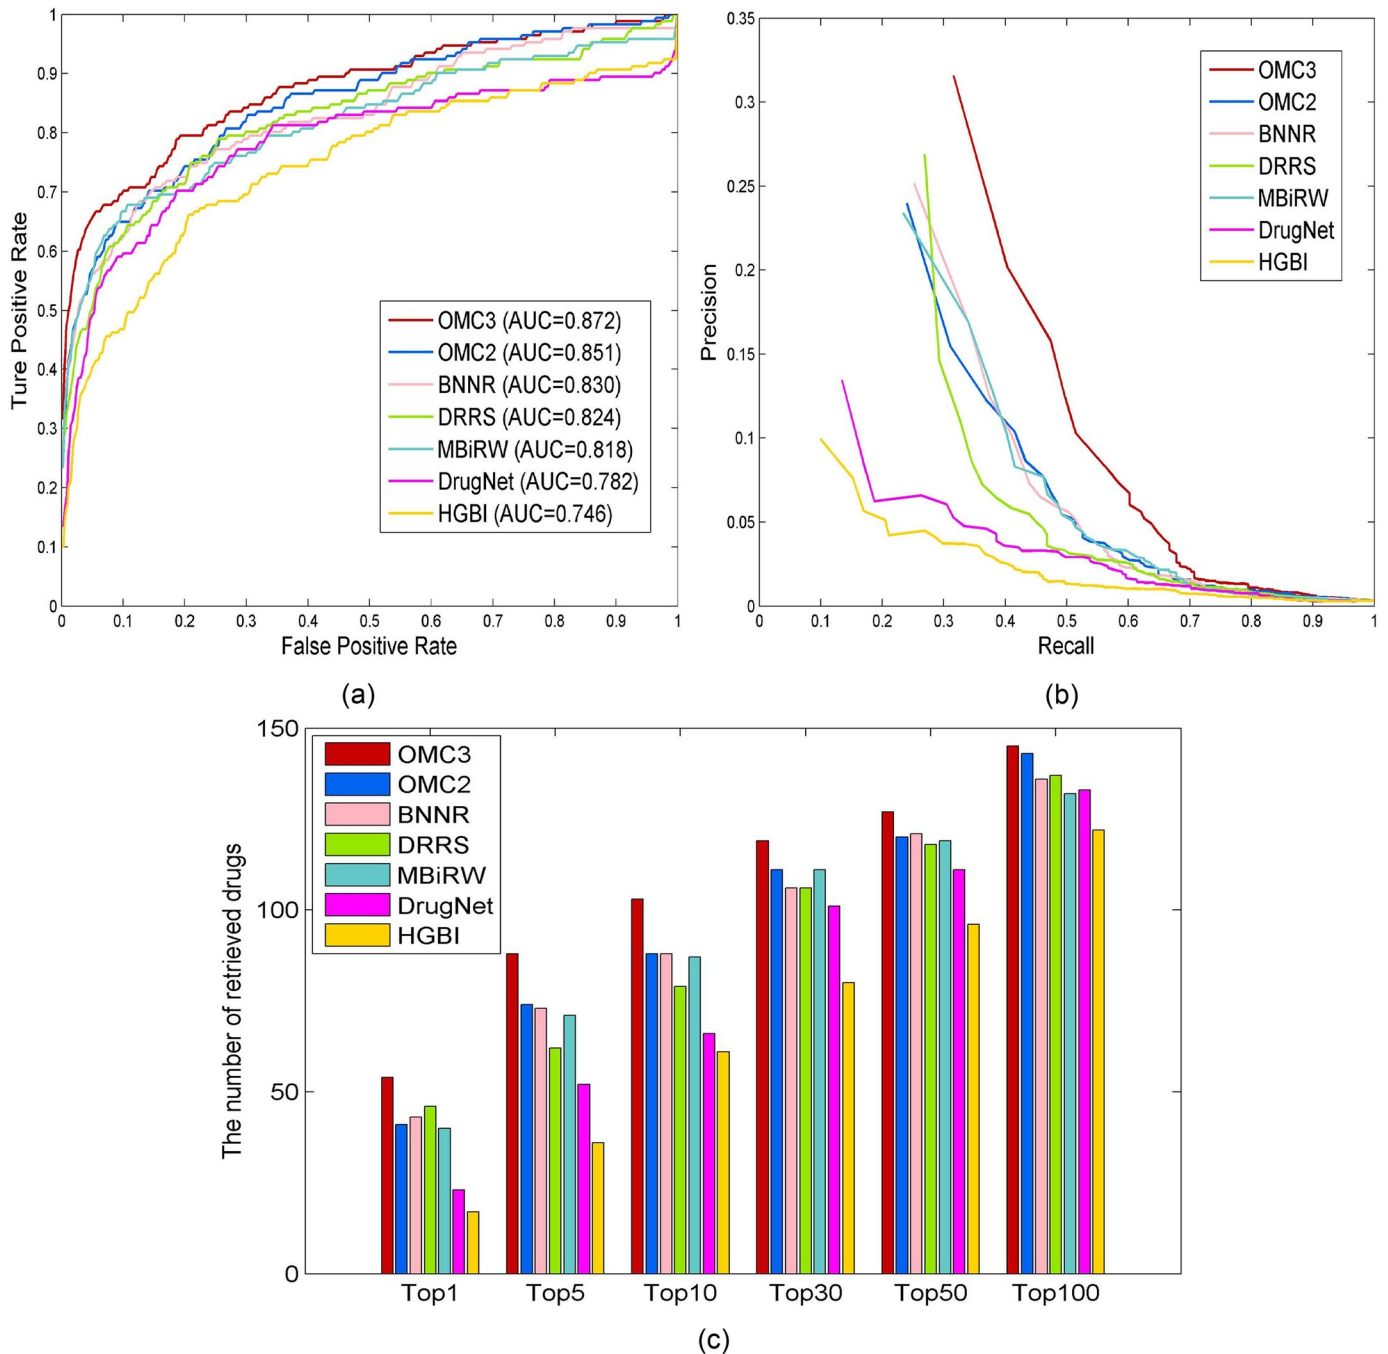 1
0.9
0.8
0.7
0.6
0.5
0.4
0.3
0.2
0.1
0
Ture Positive Rate
OMC3 (AUC=0.872)
OMC2 (AUC=0.851)
BNNR (AUC=0.830)
DRRS (AUC=0.824)
MBiRW (AUC=0.818)
DrugNet (AUC=0.782)
HGBI (AUC=0.746)
0 0.1 0.2 0.3 0.4 0.5 0.6 0.7 0.8 0.9 1
False Positive Rate
(a)
0.35
0.3
0.25
0.2
0.15
0.1
0.05
0
Precision
OMC3
OMC2
BNNR
DRRS
MBiRW
DrugNet
HGBI
0 0.1 0.2 0.3 0.4 0.5 0.6 0.7 0.8 0.9 1
Recall
(b)
150
100
50
0
The number of retrieved drugs
OMC3
OMC2
BNNR
DRRS
MBiRW
DrugNet
HGBI
Top1 Top5 Top10 Top30 Top50 Top100
(c)